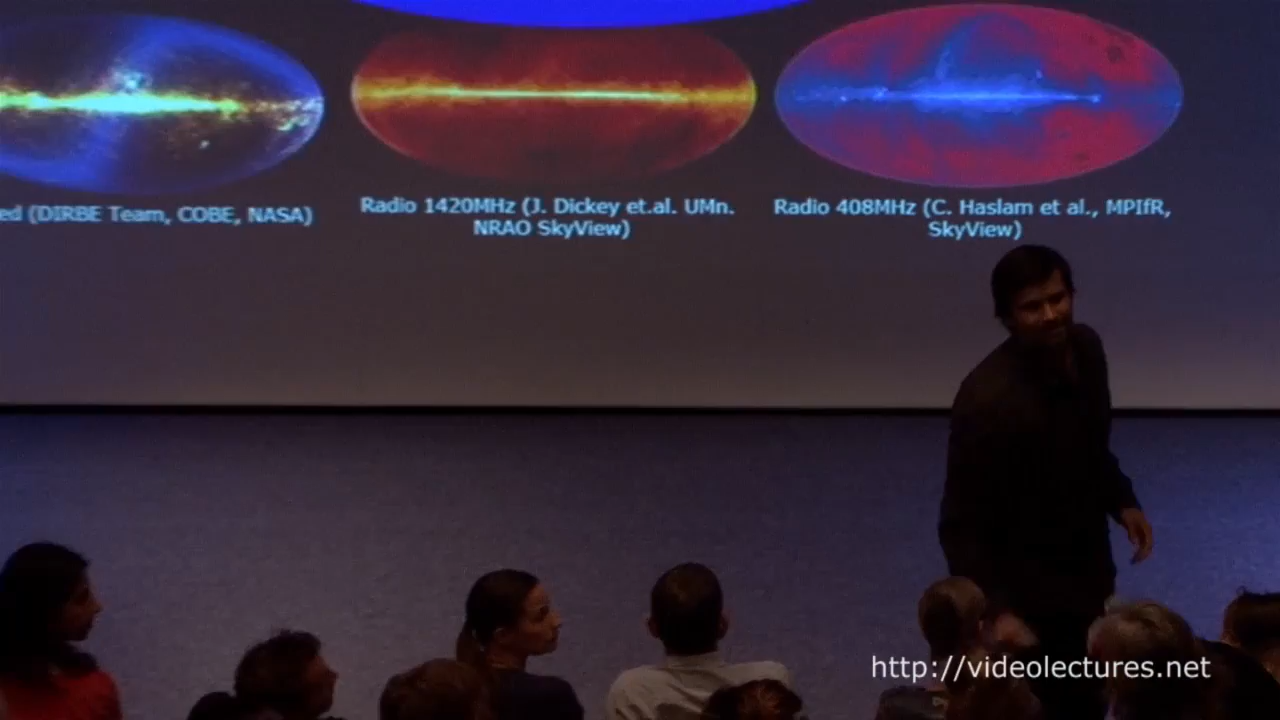 ed (DIRBE Team, COBE, NASA)
Radio 1420MHz (J. Dickey et.al. UMn.
NRAO SkyView)
Radio 408MHz (C. Haslam et al., MPIfR,
SkyView)
http://videolectures.net